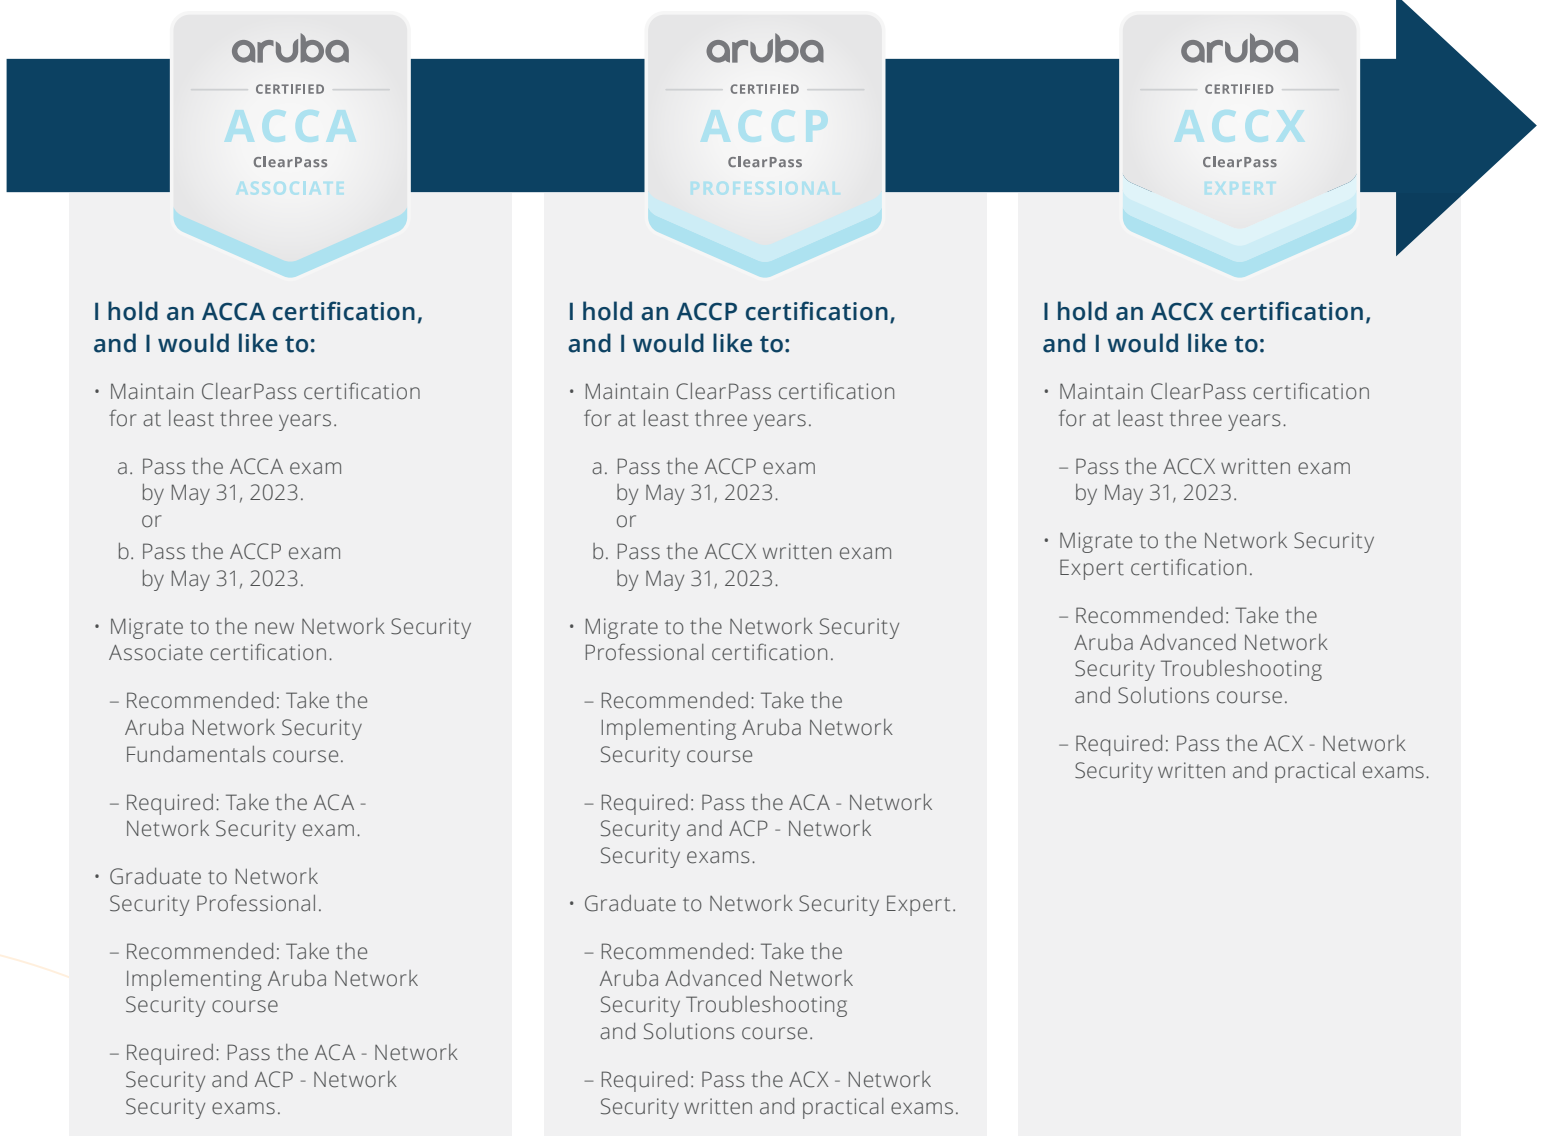 aruba
CERTIFIED
ACCA
ClearPass
ASSOCIATE
I hold an ACCA certification,
and I would like to:
• Maintain ClearPass certification
for at least three years.
a. Pass the ACCA exam
by May 31, 2023.
or
b. Pass the ACCP exam
by May 31, 2023.
• Migrate to the new Network Security
Associate certification.
– Recommended: Take the
Aruba Network Security
Fundamentals course.
– Required: Take the ACA -
Network Security exam.
• Graduate to Network
Security Professional.
– Recommended: Take the
Implementing Aruba Network
Security course
– Required: Pass the ACA - Network
Security and ACP - Network
Security exams.
aruba
CERTIFIED
ACCP
ClearPass
PROFESSIONAL
I hold an ACCP certification,
and I would like to:
• Maintain ClearPass certification
for at least three years.
a. Pass the ACCP exam
by May 31, 2023.
or
b. Pass the ACCX written exam
by May 31, 2023.
• Migrate to the Network Security
Professional certification.
– Recommended: Take the
Implementing Aruba Network
Security course
– Required: Pass the ACA - Network
Security and ACP - Network
Security exams.
• Graduate to Network Security Expert.
– Recommended: Take the
Aruba Advanced Network
Security Troubleshooting
and Solutions course.
– Required: Pass the ACX - Network
Security written and practical exams.
aruba
CERTIFIED
ACCX
ClearPass
EXPERT
I hold an ACCX certification,
and I would like to:
• Maintain ClearPass certification
for at least three years.
– Pass the ACCX written exam
by May 31, 2023.
• Migrate to the Network Security
Expert certification.
– Recommended: Take the
Aruba Advanced Network
Security Troubleshooting
and Solutions course.
– Required: Pass the ACX - Network
Security written and practical exams.